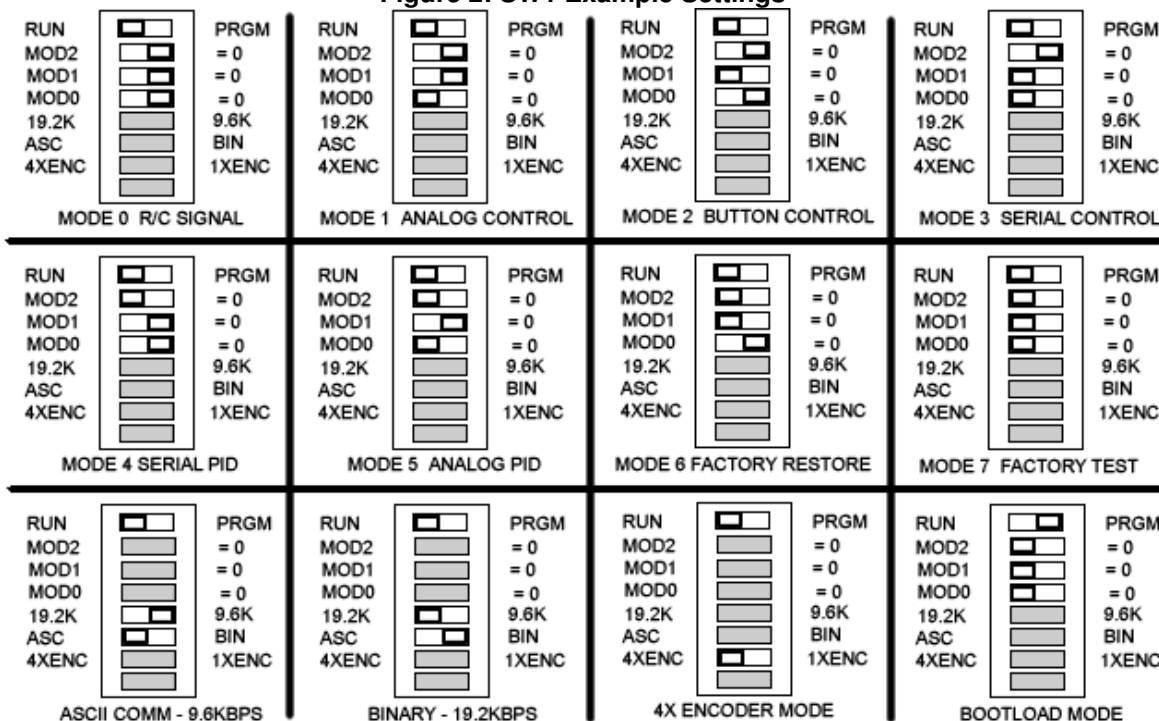 Figure 2: SW1 Example Settings
RUN PRGM
MOD2 = 0
MOD1 = 0
MOD0 = 0
19.2K 9.6K
ASC BIN
4XENC 1XENC
MODE 0 R/C SIGNAL
RUN PRGM
MOD2 = 0
MOD1 = 0
MOD0 = 0
19.2K 9.6K
ASC BIN
4XENC 1XENC
MODE 1 ANALOG CONTROL
RUN PRGM
MOD2 = 0
MOD1 = 0
MOD0 = 0
19.2K 9.6K
ASC BIN
4XENC 1XENC
MODE 2 BUTTON CONTROL
RUN PRGM
MOD2 = 0
MOD1 = 0
MOD0 = 0
19.2K 9.6K
ASC BIN
4XENC 1XENC
MODE 3 SERIAL CONTROL
RUN PRGM
MOD2 = 0
MOD1 = 0
MOD0 = 0
19.2K 9.6K
ASC BIN
4XENC 1XENC
MODE 4 SERIAL PID
RUN PRGM
MOD2 = 0
MOD1 = 0
MOD0 = 0
19.2K 9.6K
ASC BIN
4XENC 1XENC
MODE 5 ANALOG PID
RUN PRGM
MOD2 = 0
MOD1 = 0
MOD0 = 0
19.2K 9.6K
ASC BIN
4XENC 1XENC
MODE 6 FACTORY RESTORE
RUN PRGM
MOD2 = 0
MOD1 = 0
MOD0 = 0
19.2K 9.6K
ASC BIN
4XENC 1XENC
MODE 7 FACTORY TEST
RUN PRGM
MOD2 = 0
MOD1 = 0
MOD0 = 0
19.2K 9.6K
ASC BIN
4XENC 1XENC
ASCII COMM - 9.6KBPS
RUN PRGM
MOD2 = 0
MOD1 = 0
MOD0 = 0
19.2K 9.6K
ASC BIN
4XENC 1XENC
BINARY - 19.2KBPS
RUN PRGM
MOD2 = 0
MOD1 = 0
MOD0 = 0
19.2K 9.6K
ASC BIN
4XENC 1XENC
4X ENCODER MODE
RUN PRGM
MOD2 = 0
MOD1 = 0
MOD0 = 0
19.2K 9.6K
ASC BIN
4XENC 1XENC
BOOTLOAD MODE